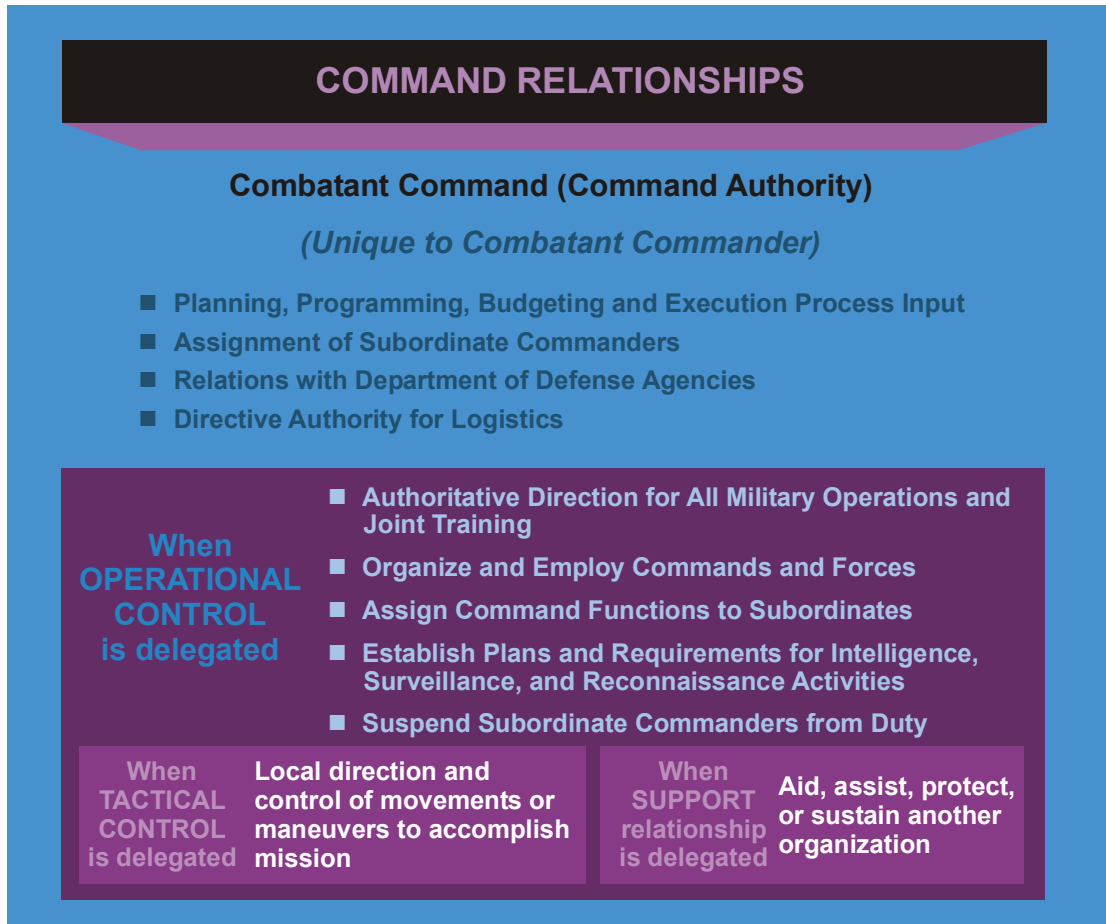 COMMAND RELATIONSHIPS
Combatant Command (Command Authority)
(Unique to Combatant Commander)
■ Planning, Programming, Budgeting and Execution Process Input
■ Assignment of Subordinate Commanders
■ Relations with Department of Defense Agencies
■ Directive Authority for Logistics
When
OPERATIONAL
CONTROL
is delegated
■ Authoritative Direction for All Military Operations and
Joint Training
■ Organize and Employ Commands and Forces
■ Assign Command Functions to Subordinates
■ Establish Plans and Requirements for Intelligence,
Surveillance, and Reconnaissance Activities
■ Suspend Subordinate Commanders from Duty
When
TACTICAL
CONTROL
is delegated
Local direction and
control of movements or
maneuvers to accomplish
mission
When
SUPPORT
relationship
is delegated
Aid, assist, protect,
or sustain another
organization